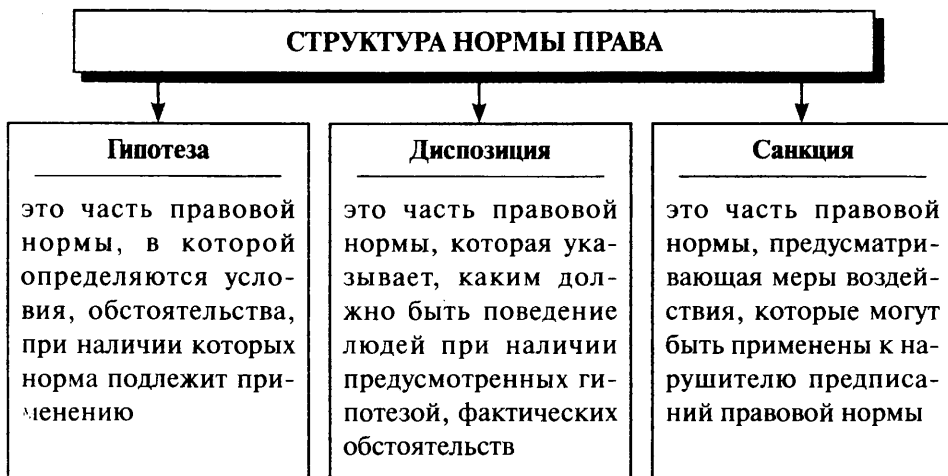 СТРУКТУРА НОРМЫ ПРАВА
Гипотеза
это часть правовой
нормы, в которой
определяются усло-
вия, обстоятельства,
при наличии которых
норма подлежит при-
менению
Диспозиция
это часть правовой
нормы, которая ука-
зывает, каким долж-
но быть поведение
людей при наличии
предусмотренных ги-
потезой, фактических
обстоятельств
Санкция
это часть правовой
нормы, предусматри-
вающая меры воздей-
ствия, которые могут
быть применены к на-
рушителю предписа-
ний правовой нормы